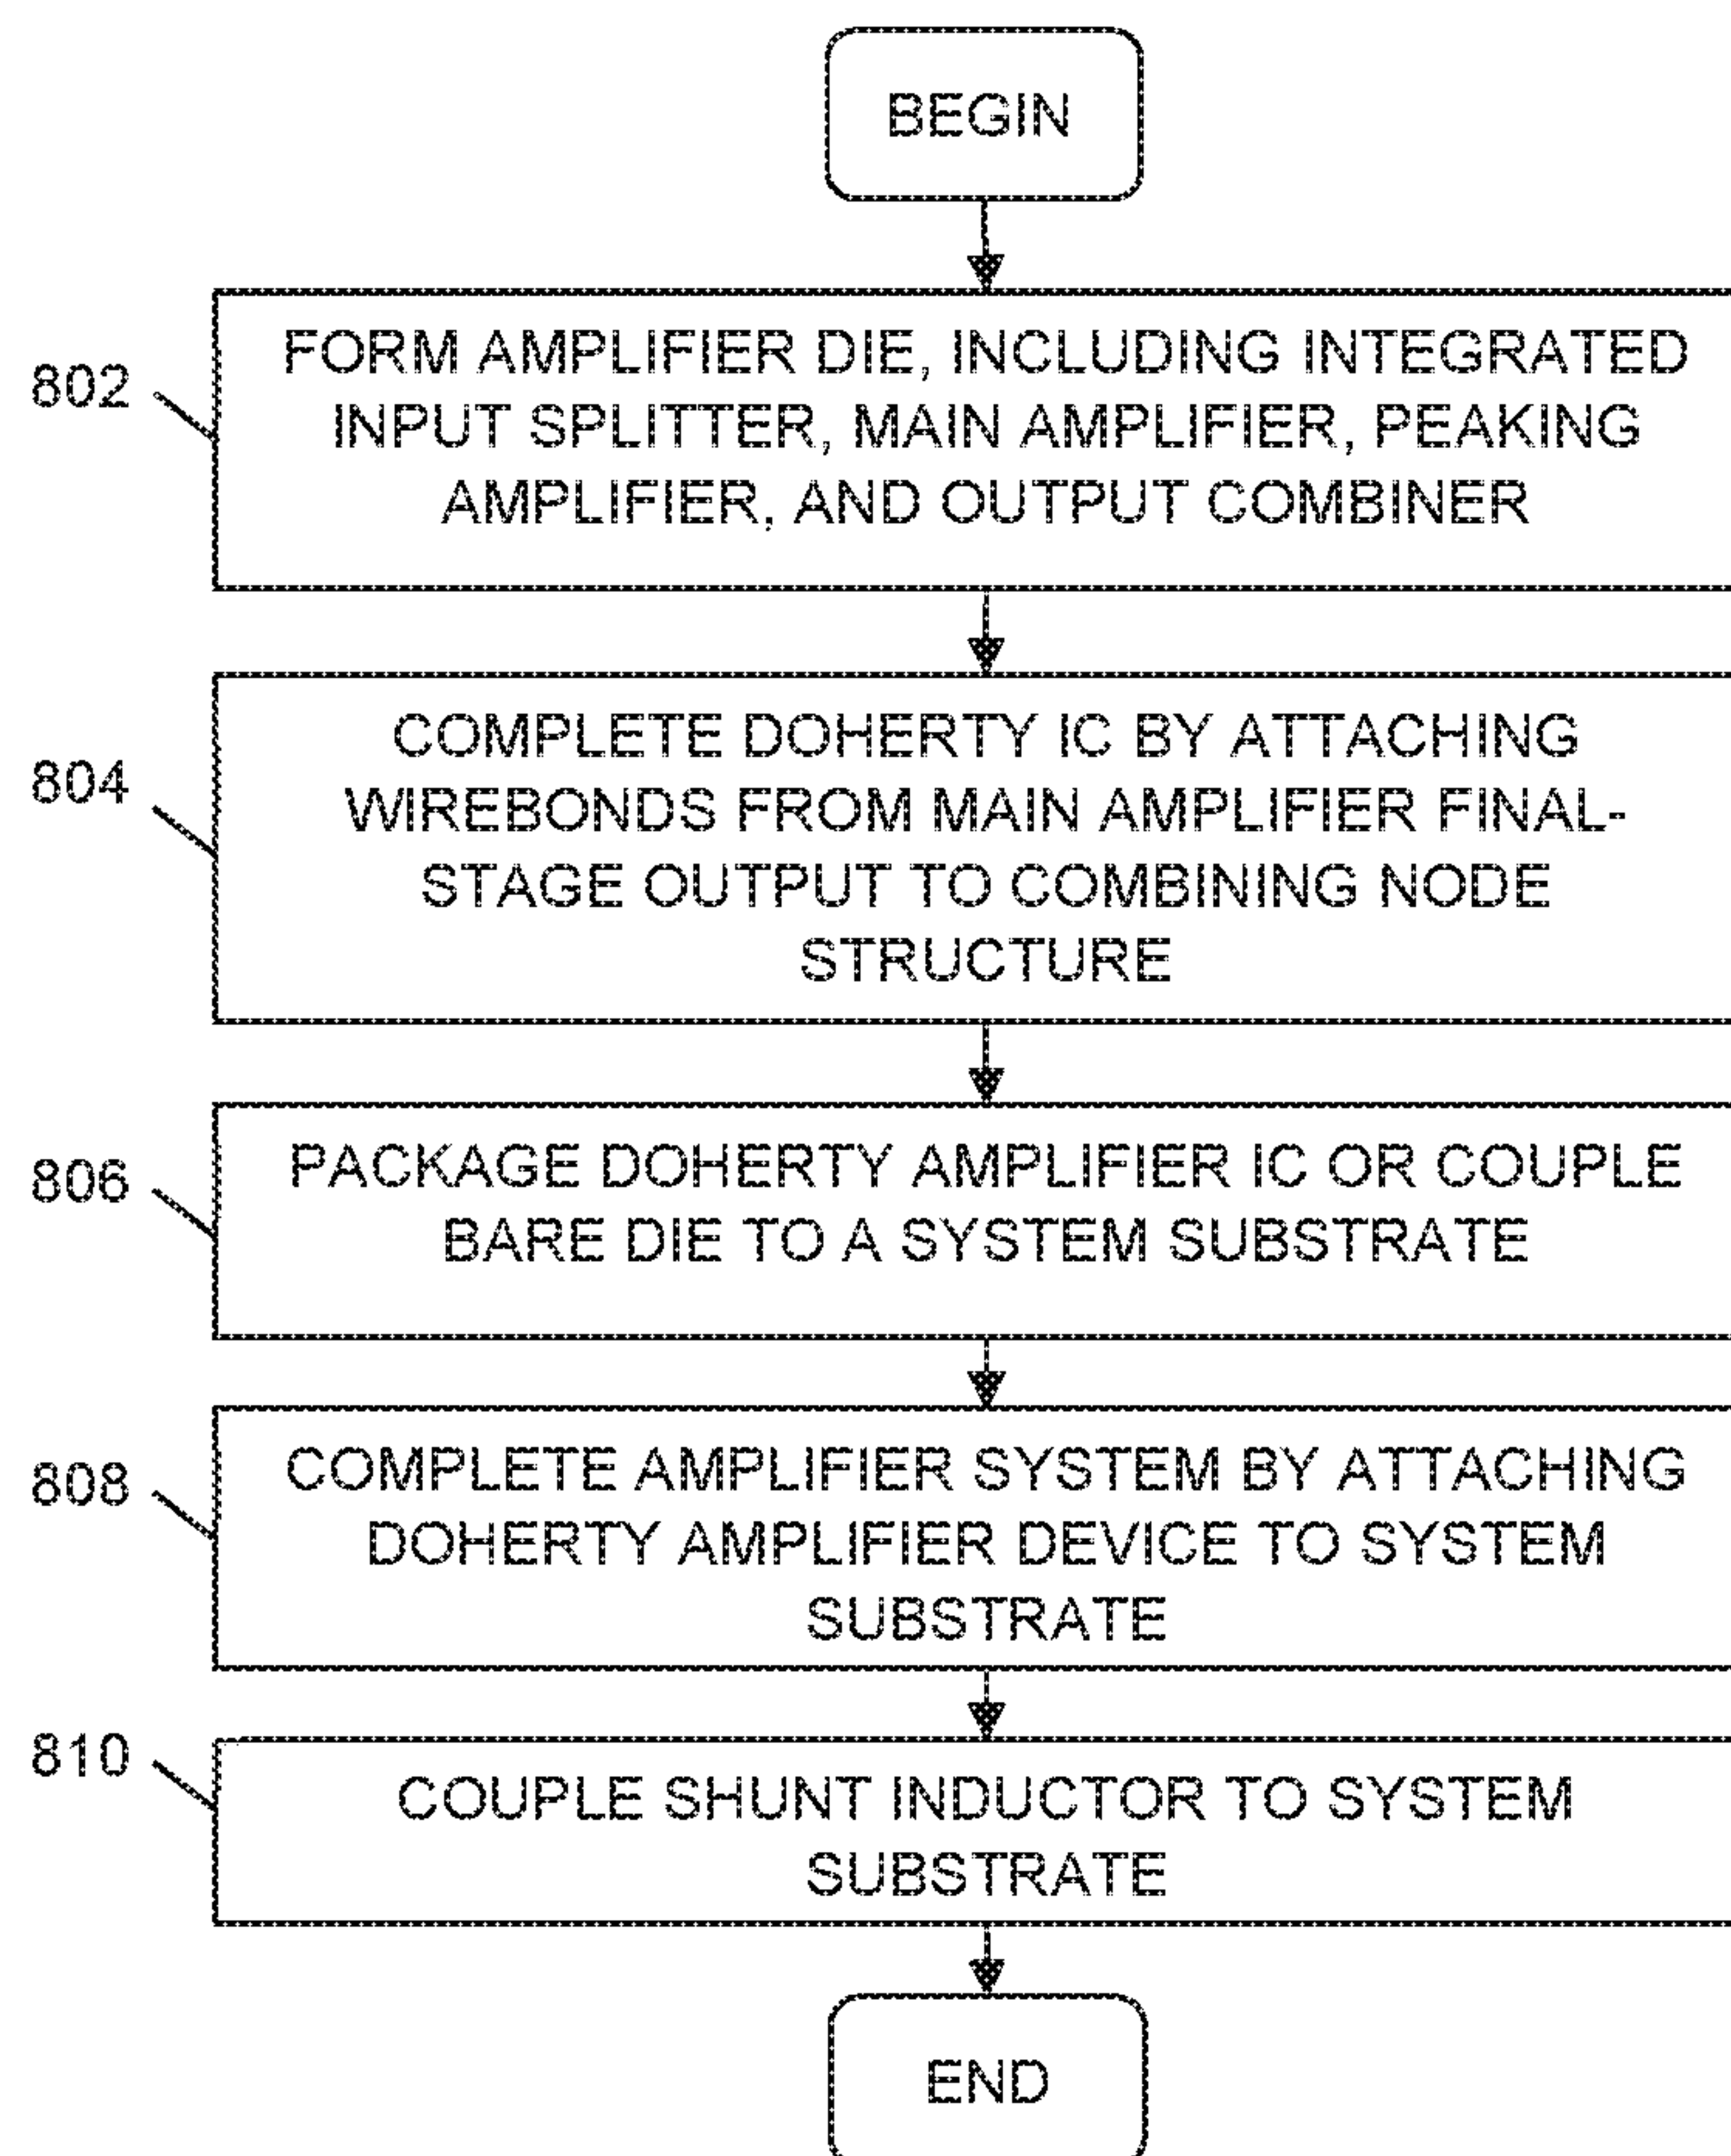 BEGIN
802
FORM AMPLIFIER DIE, INCLUDING INTEGRATED
INPUT SPLITTER, MAIN AMPLIFIER, PEAKING
AMPLIFIER, AND OUTPUT COMBINER
804
COMPLETE DOHERTY IC BY ATTACHING
WIREBONDS FROM MAIN AMPLIFIER FINAL-
STAGE OUTPUT TO COMBINING NODE
STRUCTURE
806
PACKAGE DOHERTY AMPLIFIER IC OR COUPLE
BARE DIE TO A SYSTEM SUBSTRATE
808
COMPLETE AMPLIFIER SYSTEM BY ATTACHING
DOHERTY AMPLIFIER DEVICE TO SYSTEM
SUBSTRATE
810
COUPLE SHUNT INDUCTOR TO SYSTEM
SUBSTRATE
END